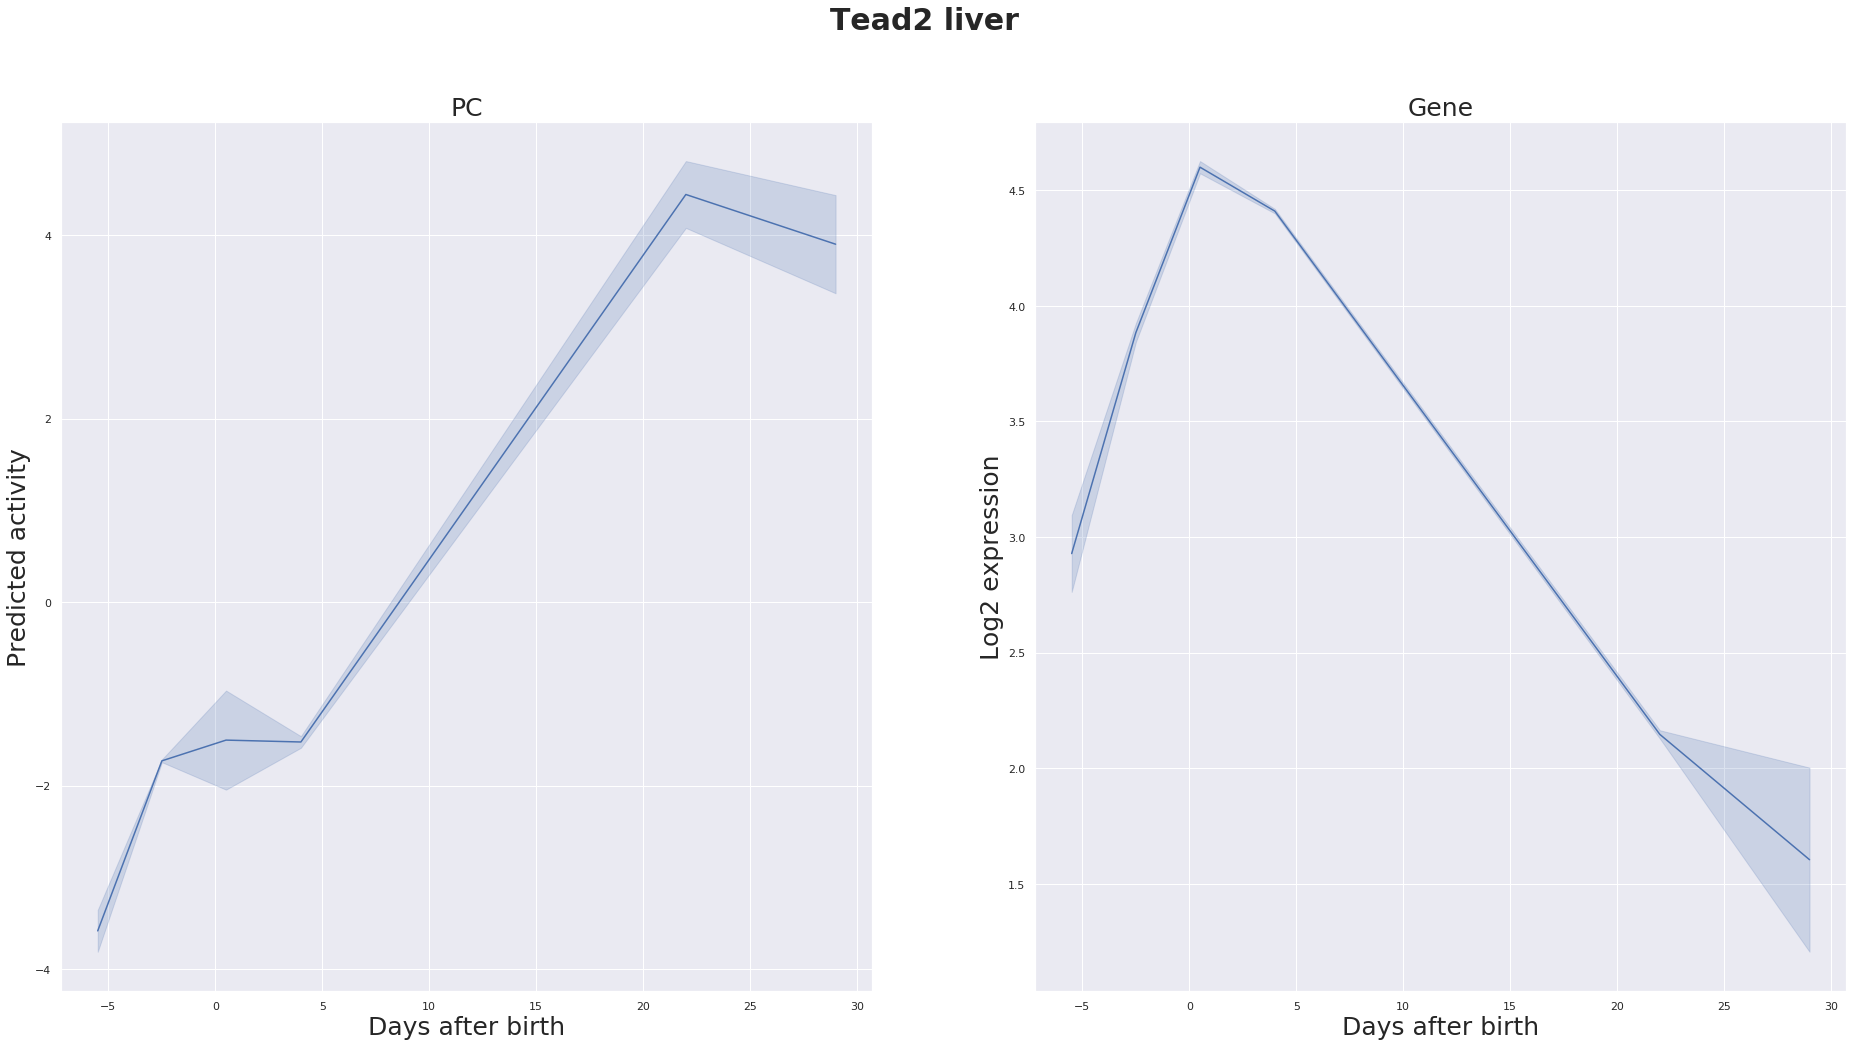 Tead2 liver
PC
Predicted activity
4
2
0
−2
−4
−5 0 5 10 15 20 25 30
Days after birth
Gene
Log2 expression
4.5
4.0
3.5
3.0
2.5
2.0
1.5
−5 0 5 10 15 20 25 30
Days after birth